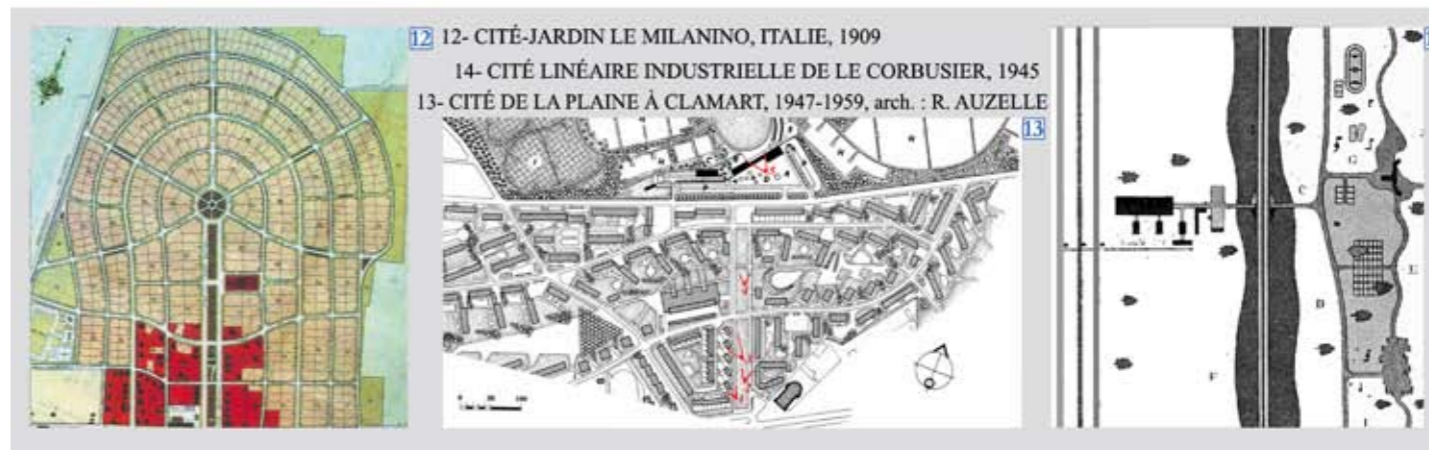 12 12- CITÉ-JARDIN LE MILANINO, ITALIE, 1909
14- CITÉ LINÉAIRE INDUSTRIELLE DE LE CORBUSIER, 1945
13- CITÉ DE LA PLAINE À CLAMART, 1947-1959, arch. : R. AUZELLE
13
G
C
E
D
F